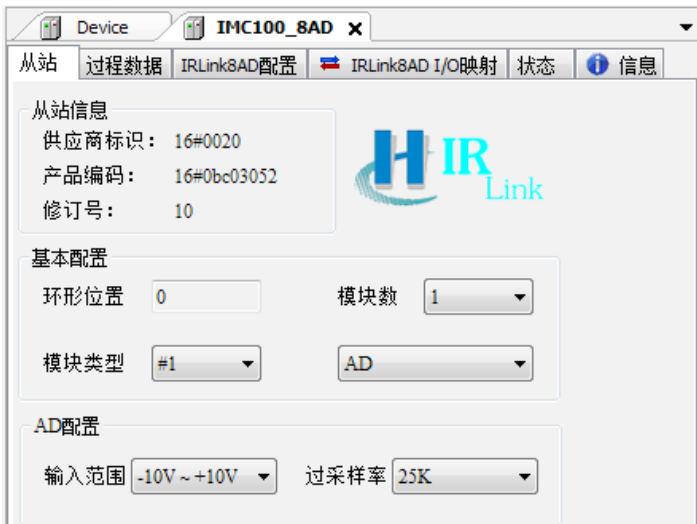 Device IMC100_8AD
从站 过程数据 IRLink8AD配置 IRLink8AD I/O映射 状态 信息
从站信息
供应商标识： 16#0020
产品编码： 16#0bc03052
修订号： 10
H IR Link
基本配置
环形位置 0 模块数 1
模块类型 #1 AD
AD配置
输入范围 -10V ~ +10V 过采样率 25K